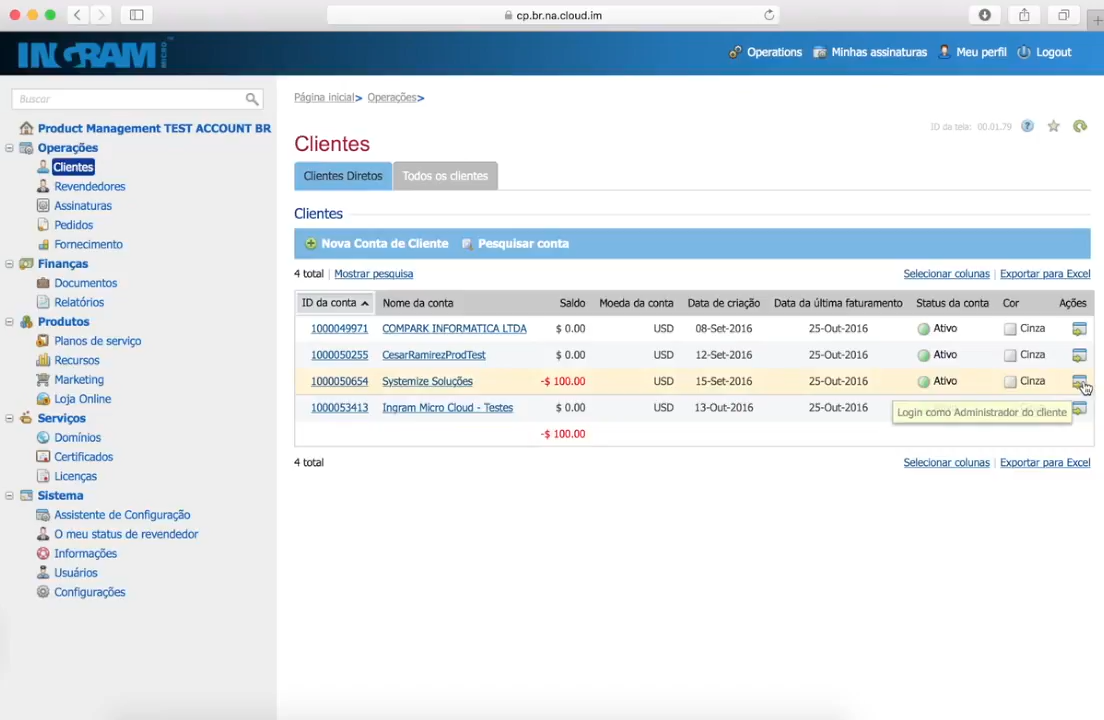 cp.br.na.cloud.im
INGRAM MICRO
Operations Minhas assinaturas Meu perfil Logout
Buscar
Product Management TEST ACCOUNT BR
Operações
Clientes
Revendedores
Assinaturas
Pedidos
Fornecimento
Finanças
Documentos
Relatórios
Produtos
Planos de serviço
Recursos
Marketing
Loja Online
Serviços
Domínios
Certificados
Licenças
Sistema
Assistente de Configuração
O meu status de revendedor
Informações
Usuários
Configurações
Página inicial> Operações>
ID da tela: 00.01.79
Clientes
Clientes Diretos Todos os clientes
Clientes
Nova Conta de Cliente Pesquisar conta
4 total | Mostrar pesquisa Selecionar colunas | Exportar para Excel
ID da conta Nome da conta Saldo Moeda da conta Data de criação Data da última faturamento Status da conta Cor Ações
1000049971 COMPARK INFORMATICA LTDA $ 0.00 USD 08-Set-2016 25-Out-2016 Ativo Cinza
1000050255 CesarRamirezProdTest $ 0.00 USD 12-Set-2016 25-Out-2016 Ativo Cinza
1000050654 Systemize Soluções -$ 100.00 USD 15-Set-2016 25-Out-2016 Ativo Cinza
1000053413 Ingram Micro Cloud - Testes $ 0.00 USD 13-Out-2016 25-Out-2016
Login como Administrador do cliente
-$ 100.00
4 total Selecionar colunas | Exportar para Excel